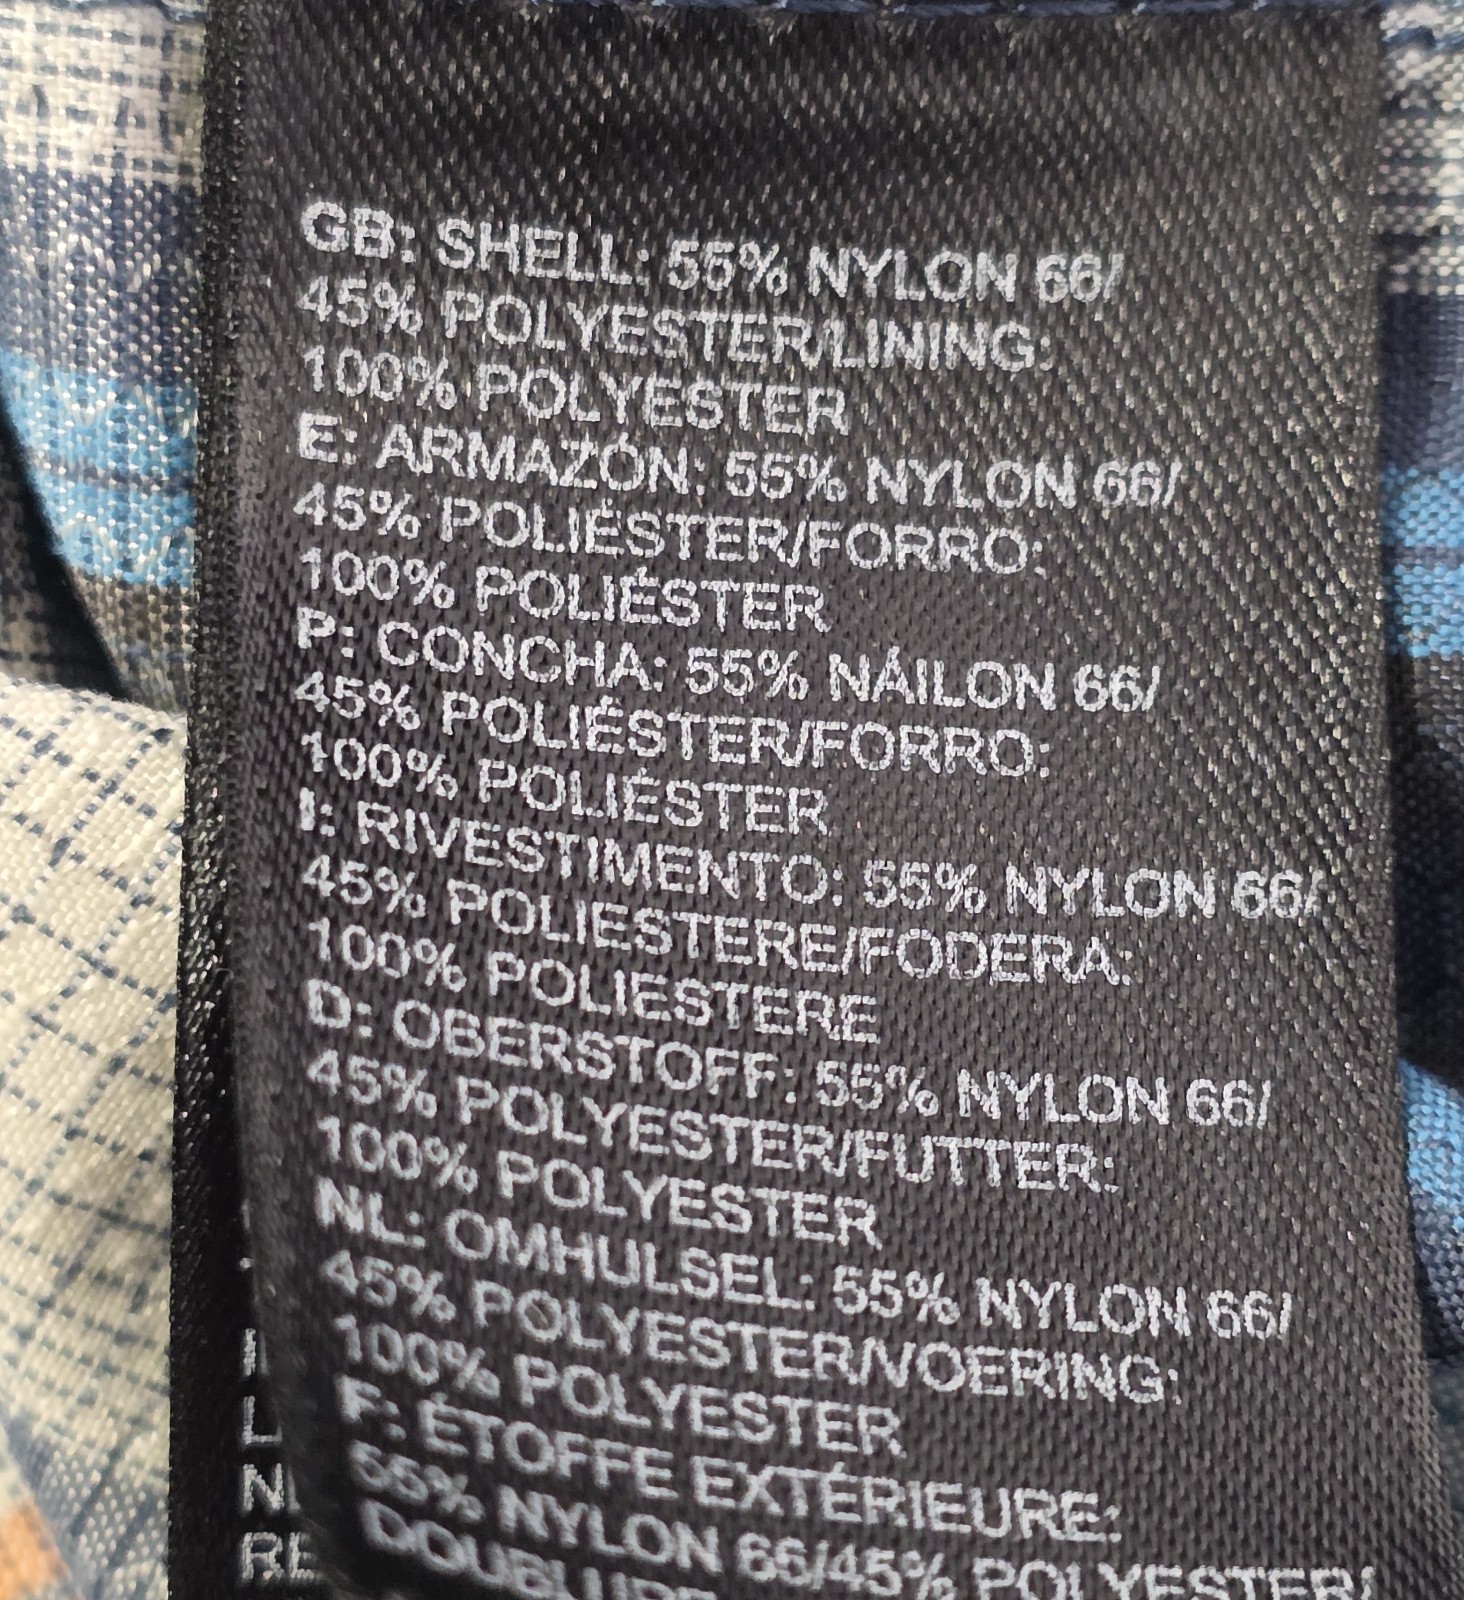 GB: SHELL: 55% NYLON 66/
45% POLYESTER/LINING:
100% POLYESTER
E: ARMAZÓN: 55% NYLON 66/
45% POLIÉSTER/FORRO:
100% POLIÉSTER
P: CONCHA: 55% NÁILON 66/
45% POLIÉSTER/FORRO:
100% POLIÉSTER
I: RIVESTIMENTO: 55% NYLON 66/
45% POLIESTERE/FODERA:
100% POLIESTERE
D: OBERSTOFF: 55% NYLON 66/
45% POLYESTER/FUTTER:
100% POLYESTER
NL: OMHULSEL: 55% NYLON 66/
45% POLYESTER/VOERING:
100% POLYESTER
F: ÉTOFFE EXTÉRIEURE:
55% NYLON 66/45% POLYESTER/
DOUBLURE